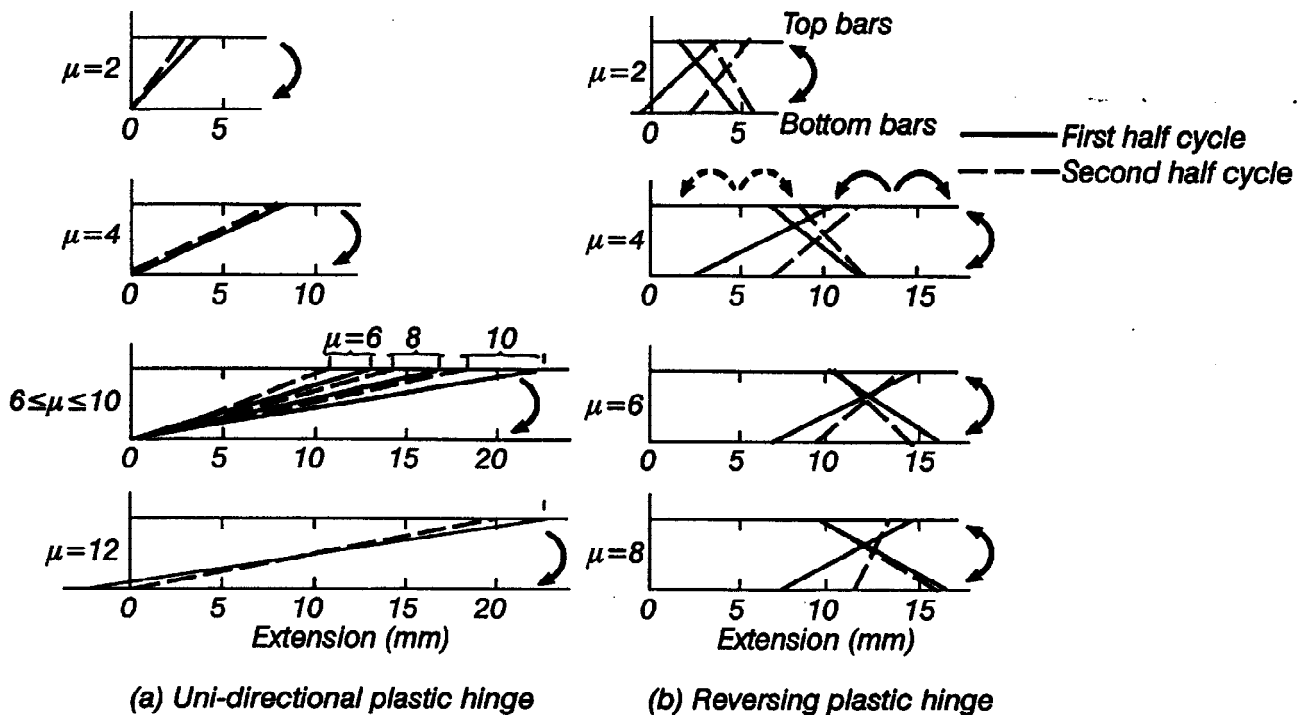 μ=2
0 5
μ=4
0 5 10
μ=6 8 10
6≤μ≤10
0 5 10 15 20
μ=12
0 5 10 15 20
Extension (mm)
(a) Uni-directional plastic hinge
Top bars
μ=2
0 5
Bottom bars
First half cycle
Second half cycle
μ=4
0 5 10 15
μ=6
0 5 10 15
μ=8
0 5 10 15
Extension (mm)
(b) Reversing plastic hinge